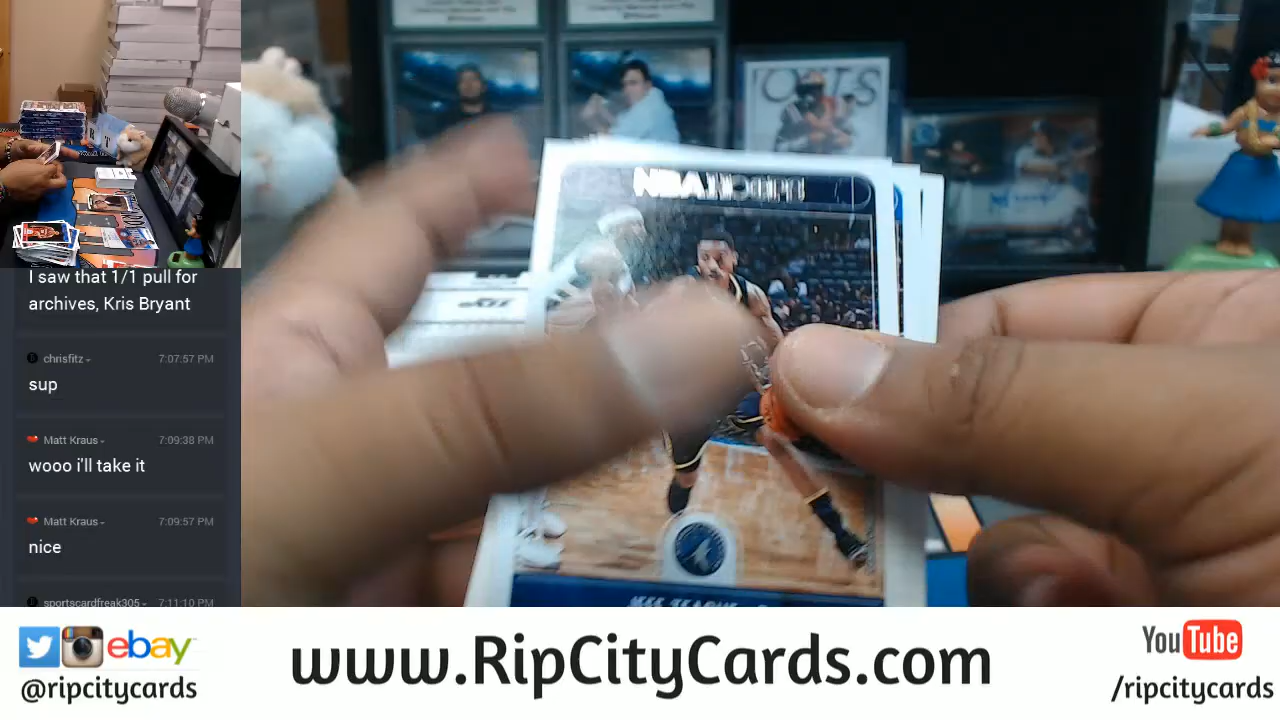 I saw that 1/1 pull for
archives, Kris Bryant
chrisfitz
7:07:57 PM
sup
Matt Kraus
7:09:38 PM
wooo i'll take it
Matt Kraus
7:09:57 PM
nice
sportscardfreak305
7:11:10 PM
NBA HOOPS
JEFF TEAGUE
ebay
@ripcitycards
www.RipCityCards.com
YouTube
/ripcitycards